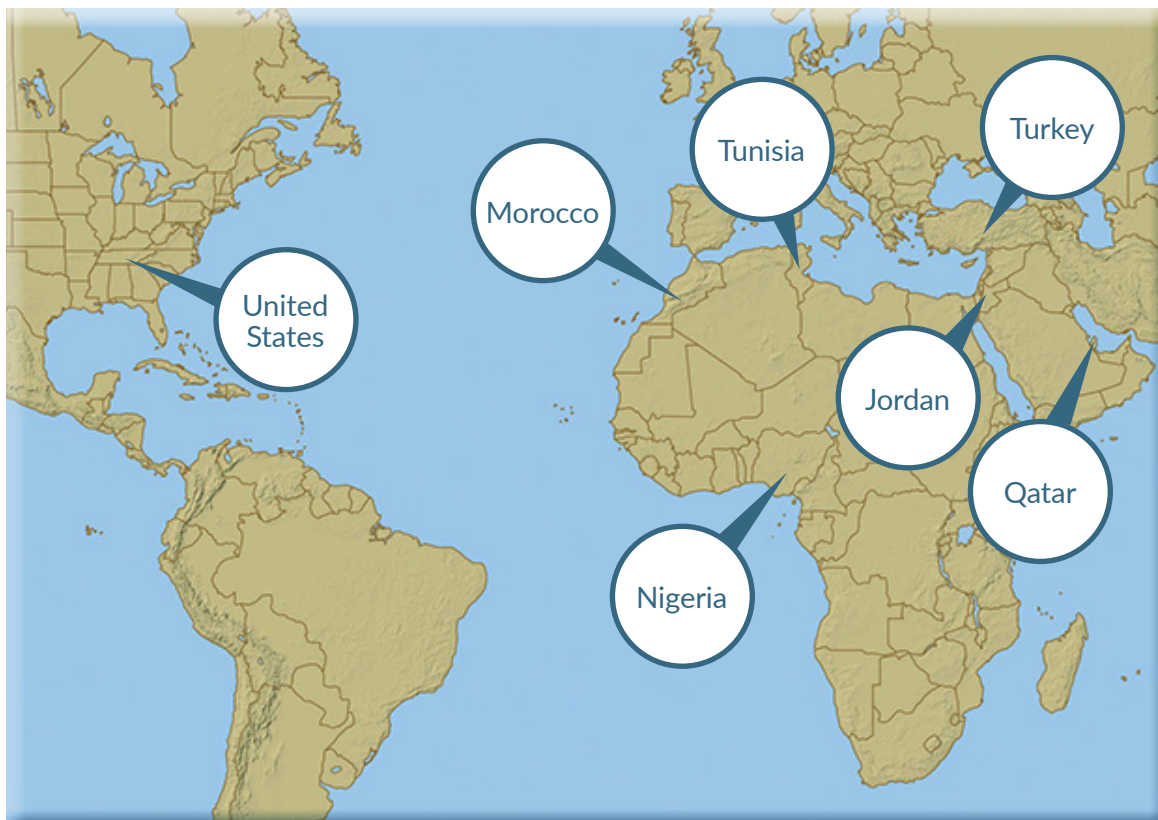 Turkey
Tunisia
Morocco
United
States
Jordan
Qatar
Nigeria